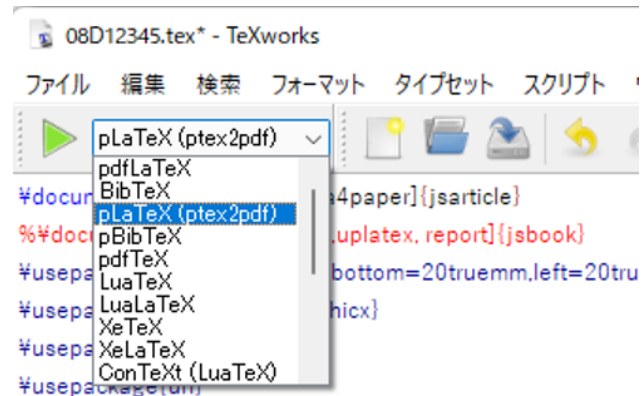 08D12345.tex* - TeXworks
ファイル 編集 検索 フォーマット タイプセット スクリプト
pLaTeX (ptex2pdf)
pdfLaTeX
BibTeX
pLaTeX (ptex2pdf)
pBibTeX
pdfTeX
LuaTeX
LuaLaTeX
XeTeX
XeLaTeX
ConTeXt (LuaTeX)
¥docum a4paper]{jsarticle}
%¥docu ,uplatex, report]{jsbook}
¥usepa bottom=20truemm,left=20tru
¥usepa hicx}
¥usepa
¥usepackage{url}